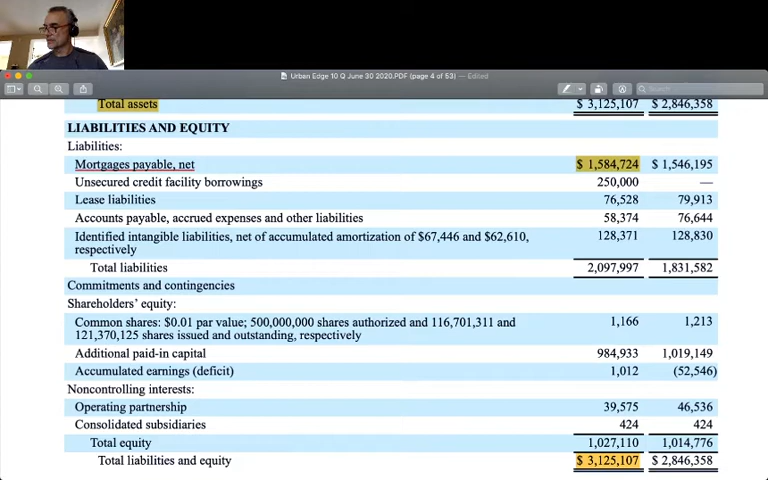 Urban Edge 10 Q June 30 2020.PDF (page 4 of 53) — Edited
Search
Total assets $ 3,125,107 $ 2,846,358
LIABILITIES AND EQUITY
Liabilities:
Mortgages payable, net $ 1,584,724 $ 1,546,195
Unsecured credit facility borrowings 250,000 —
Lease liabilities 76,528 79,913
Accounts payable, accrued expenses and other liabilities 58,374 76,644
Identified intangible liabilities, net of accumulated amortization of $67,446 and $62,610, 128,371 128,830
respectively
Total liabilities 2,097,997 1,831,582
Commitments and contingencies
Shareholders’ equity:
Common shares: $0.01 par value; 500,000,000 shares authorized and 116,701,311 and 1,166 1,213
121,370,125 shares issued and outstanding, respectively
Additional paid-in capital 984,933 1,019,149
Accumulated earnings (deficit) 1,012 (52,546)
Noncontrolling interests:
Operating partnership 39,575 46,536
Consolidated subsidiaries 424 424
Total equity 1,027,110 1,014,776
Total liabilities and equity $ 3,125,107 $ 2,846,358